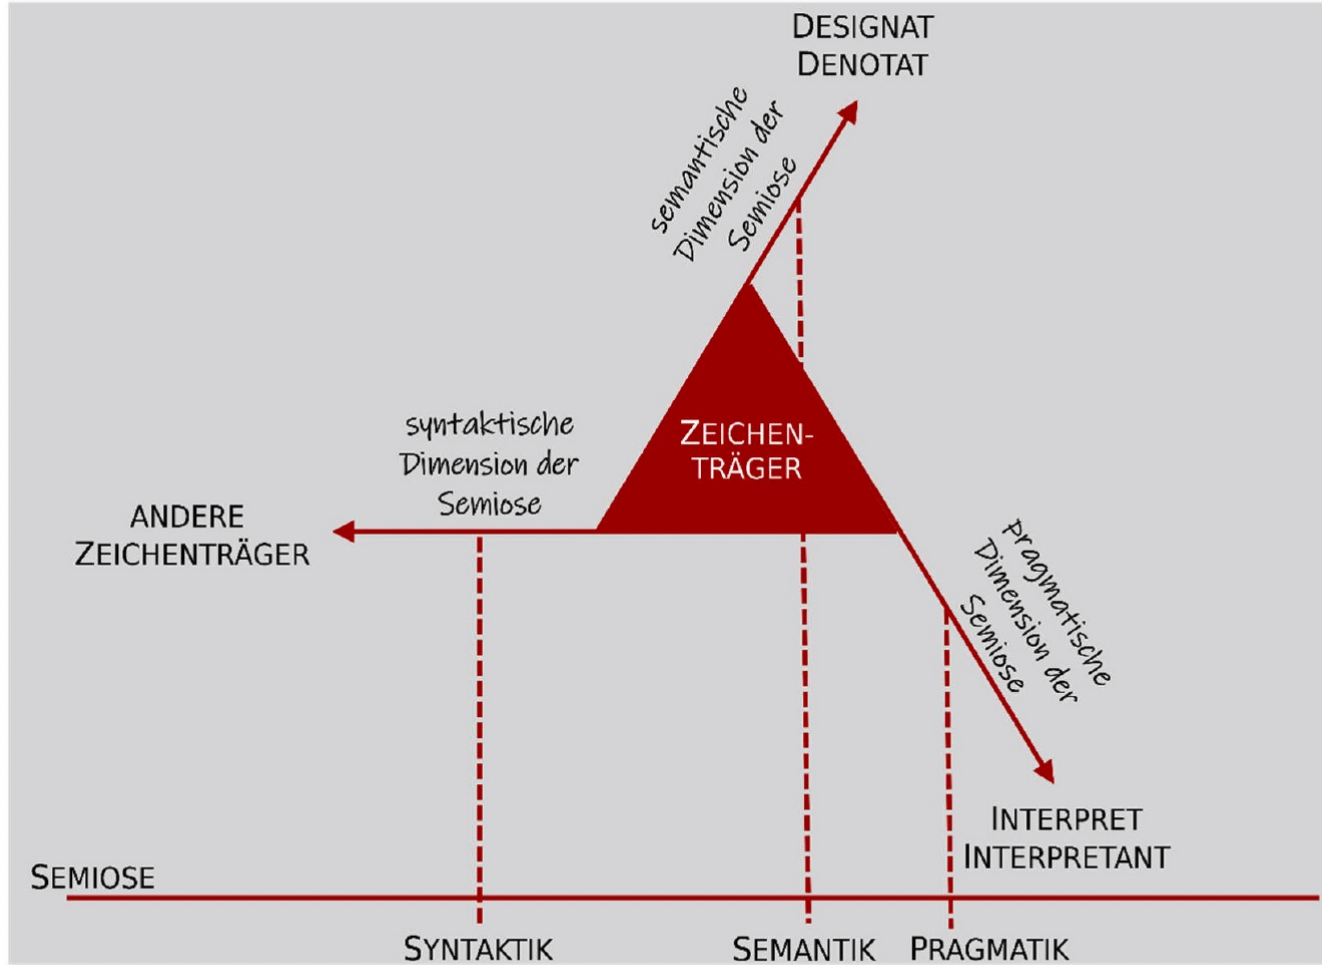 DESIGNAT
DENOTAT
semantische
Dimension der
Semiose
ZEICHEN-
TRÄGER
syntaktische
Dimension der
Semiose
ANDERE
ZEICHENTRÄGER
pragmatische
Dimension der
Semiose
INTERPRET
INTERPRETANT
SEMIOSE
SYNTAKTIK
SEMANTIK
PRAGMATIK